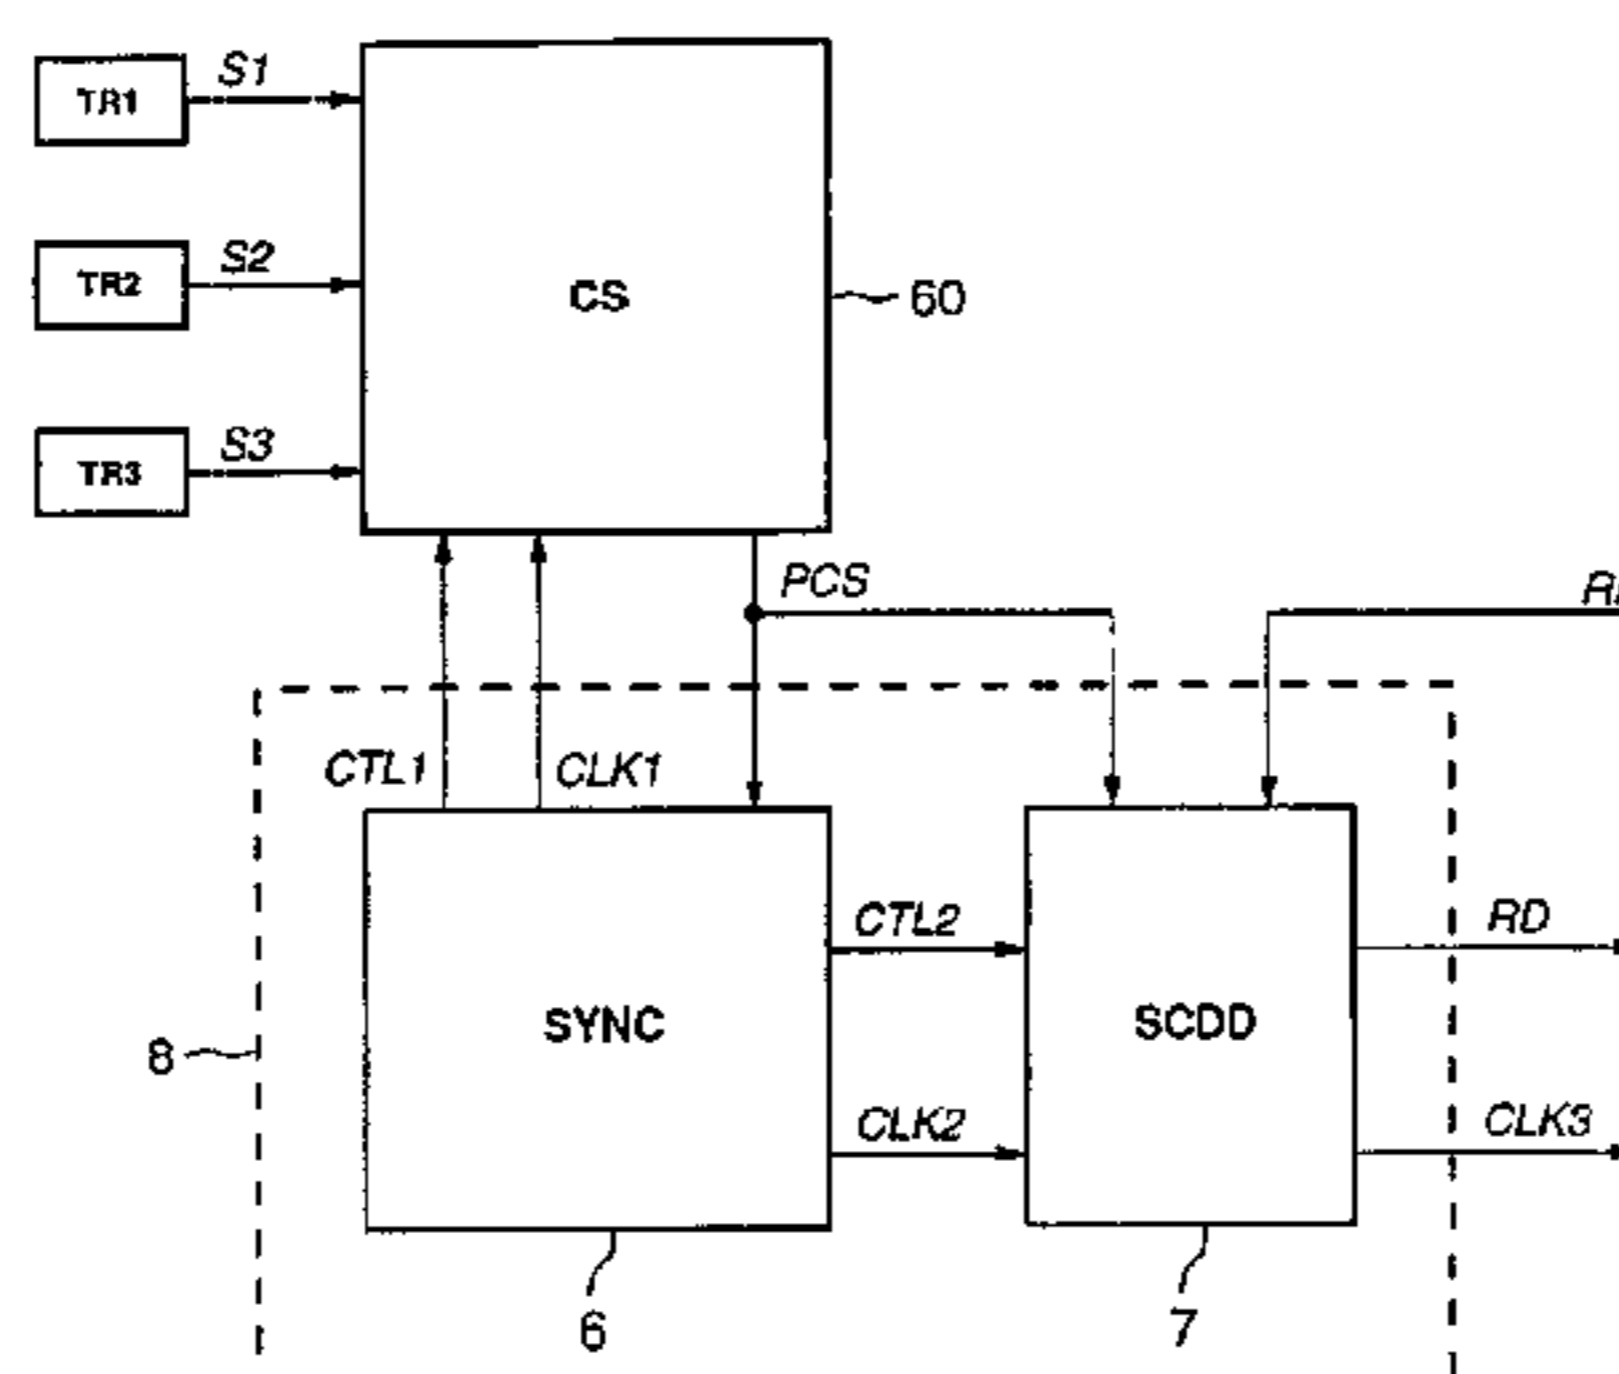 TR1
S1
TR2
S2
CS
60
TR3
S3
PCS
CTL1
CLK1
CTL2
RD
SYNC
SCDD
8
CLK2
CLK3
6
7